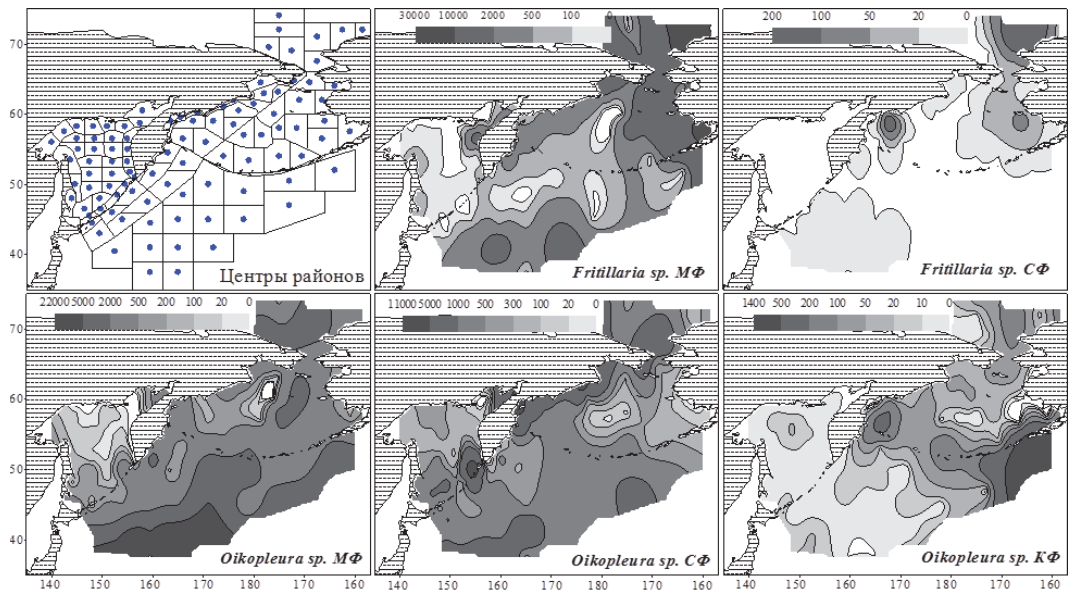 70
60
50
40
Центры районов
30000 10000 2000 500 100 0
Fritillaria sp. МФ
200 100 50 20 0
Fritillaria sp. СФ
22000 5000 2000 500 200 100 20 0
70
60
50
40
Oikopleura sp. МФ
11000 5000 1000 500 300 100 20 0
Oikopleura sp. СФ
1400 500 200 100 50 20 10 0
Oikopleura sp. КФ
140 150 160 170 180 170 160
140 150 160 170 180 170 160
140 150 160 170 180 170 160